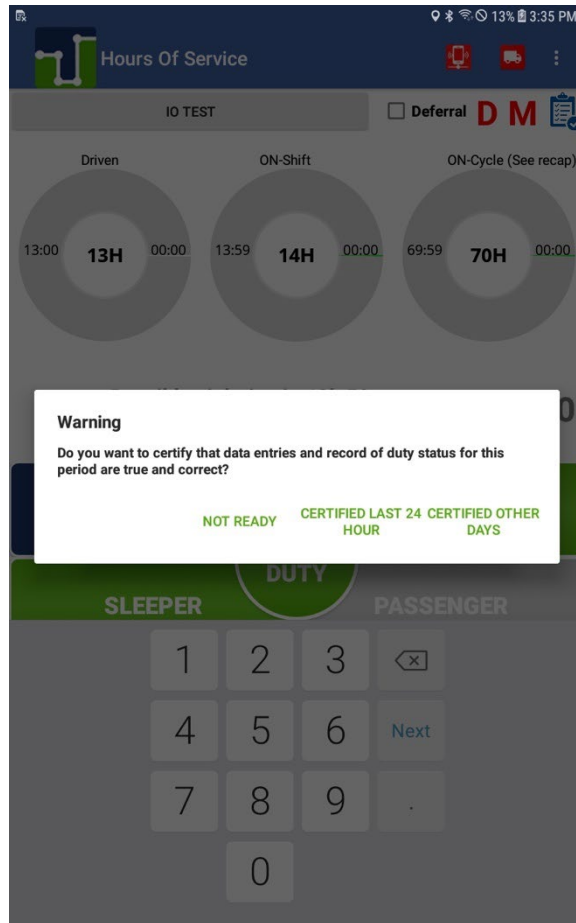 13% 3:35 PM
Hours Of Service
IO TEST
Deferral D M
Driven
ON-Shift
ON-Cycle (See recap)
13:00 13H 00:00
13:59 14H 00:00
69:59 70H 00:00
0
Warning
Do you want to certify that data entries and record of duty status for this
period are true and correct?
NOT READY
CERTIFIED LAST 24
HOUR
CERTIFIED OTHER
DAYS
DUTY
SLEEPER
PASSENGER
1 2 3
4 5 6 Next
7 8 9 .
0